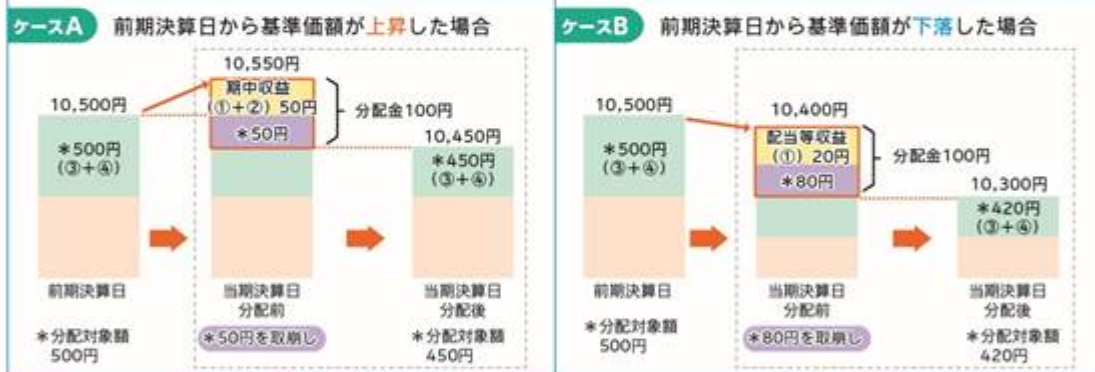 ケースA 前期決算日から基準価額が上昇した場合
10,550円
期中収益
(①+②) 50円
*50円
分配金100円
10,500円
*500円
(③+④)
10,450円
*450円
(③+④)
前期決算日
当期決算日
分配前
当期決算日
分配後
*分配対象額
500円
*50円を取崩し
*分配対象額
450円
ケースB 前期決算日から基準価額が下落した場合
10,500円
*500円
(③+④)
10,400円
配当等収益
(①) 20円
*80円
分配金100円
10,300円
*420円
(③+④)
前期決算日
当期決算日
分配前
当期決算日
分配後
*分配対象額
500円
*80円を取崩し
*分配対象額
420円